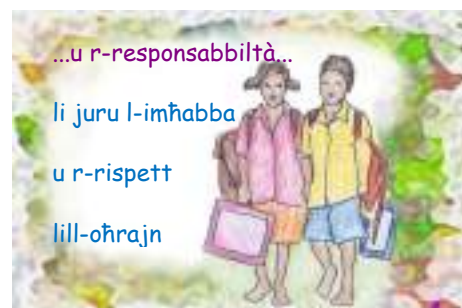 ...u r-responsabbiltà...
li juru l-imħabba
u r-rispett
lill-oħrajn